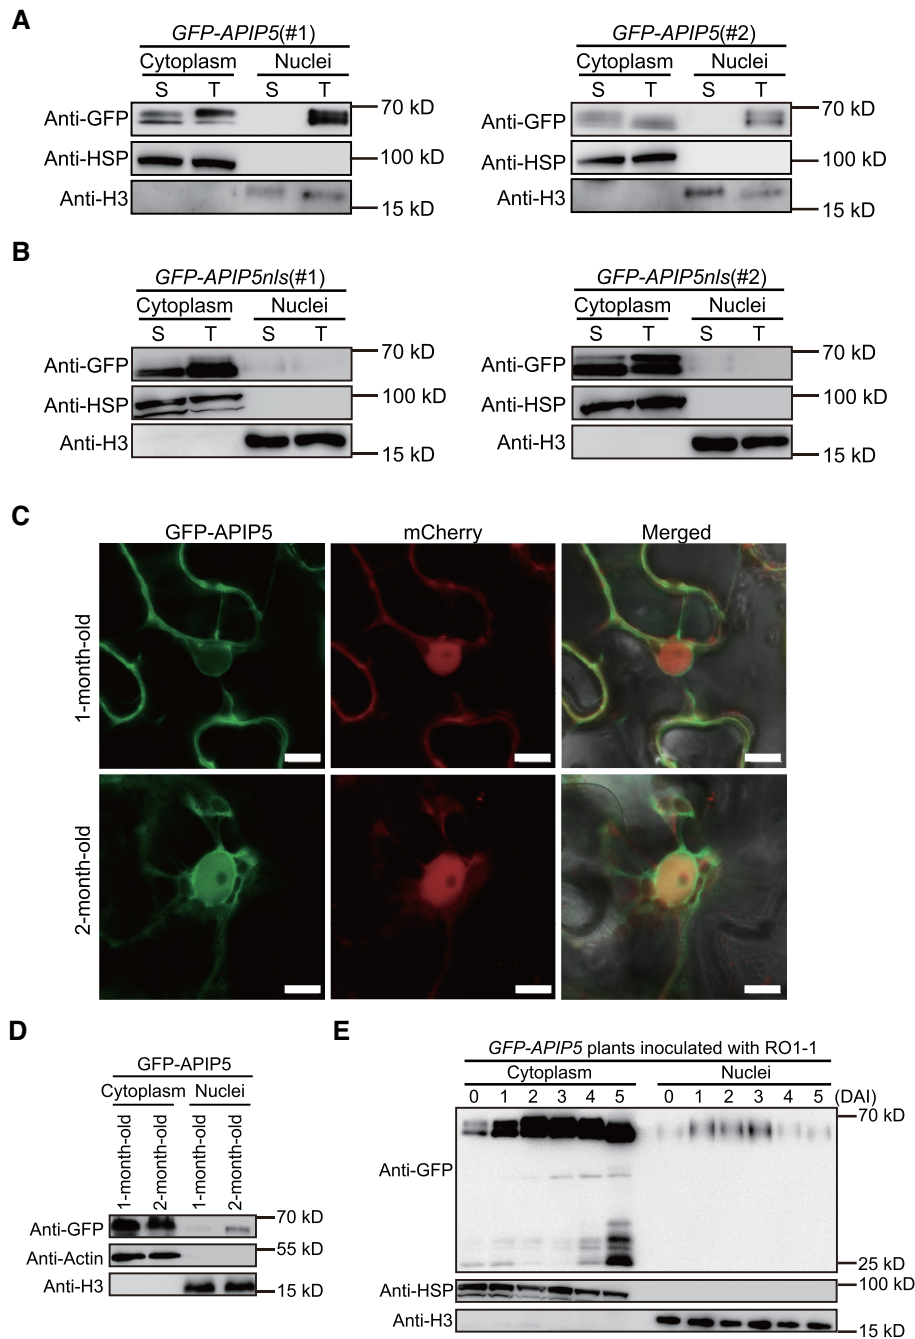 A
GFP-APIP5(#1)
Cytoplasm Nuclei
S T S T
Anti-GFP
70 kD
Anti-HSP
100 kD
Anti-H3
15 kD
GFP-APIP5(#2)
Cytoplasm Nuclei
S T S T
Anti-GFP
70 kD
Anti-HSP
100 kD
Anti-H3
15 kD
B
GFP-APIP5nls(#1)
Cytoplasm Nuclei
S T S T
Anti-GFP
70 kD
Anti-HSP
100 kD
Anti-H3
15 kD
GFP-APIP5nls(#2)
Cytoplasm Nuclei
S T S T
Anti-GFP
70 kD
Anti-HSP
100 kD
Anti-H3
15 kD
C
GFP-APIP5 mCherry Merged
1-month-old
2-month-old
D
GFP-APIP5
Cytoplasm Nuclei
1-month-old
2-month-old
1-month-old
2-month-old
Anti-GFP
70 kD
Anti-Actin
55 kD
Anti-H3
15 kD
E
GFP-APIP5 plants inoculated with RO1-1
Cytoplasm Nuclei
0 1 2 3 4 5 0 1 2 3 4 5 (DAI)
70 kD
Anti-GFP
25 kD
Anti-HSP
100 kD
Anti-H3
15 kD